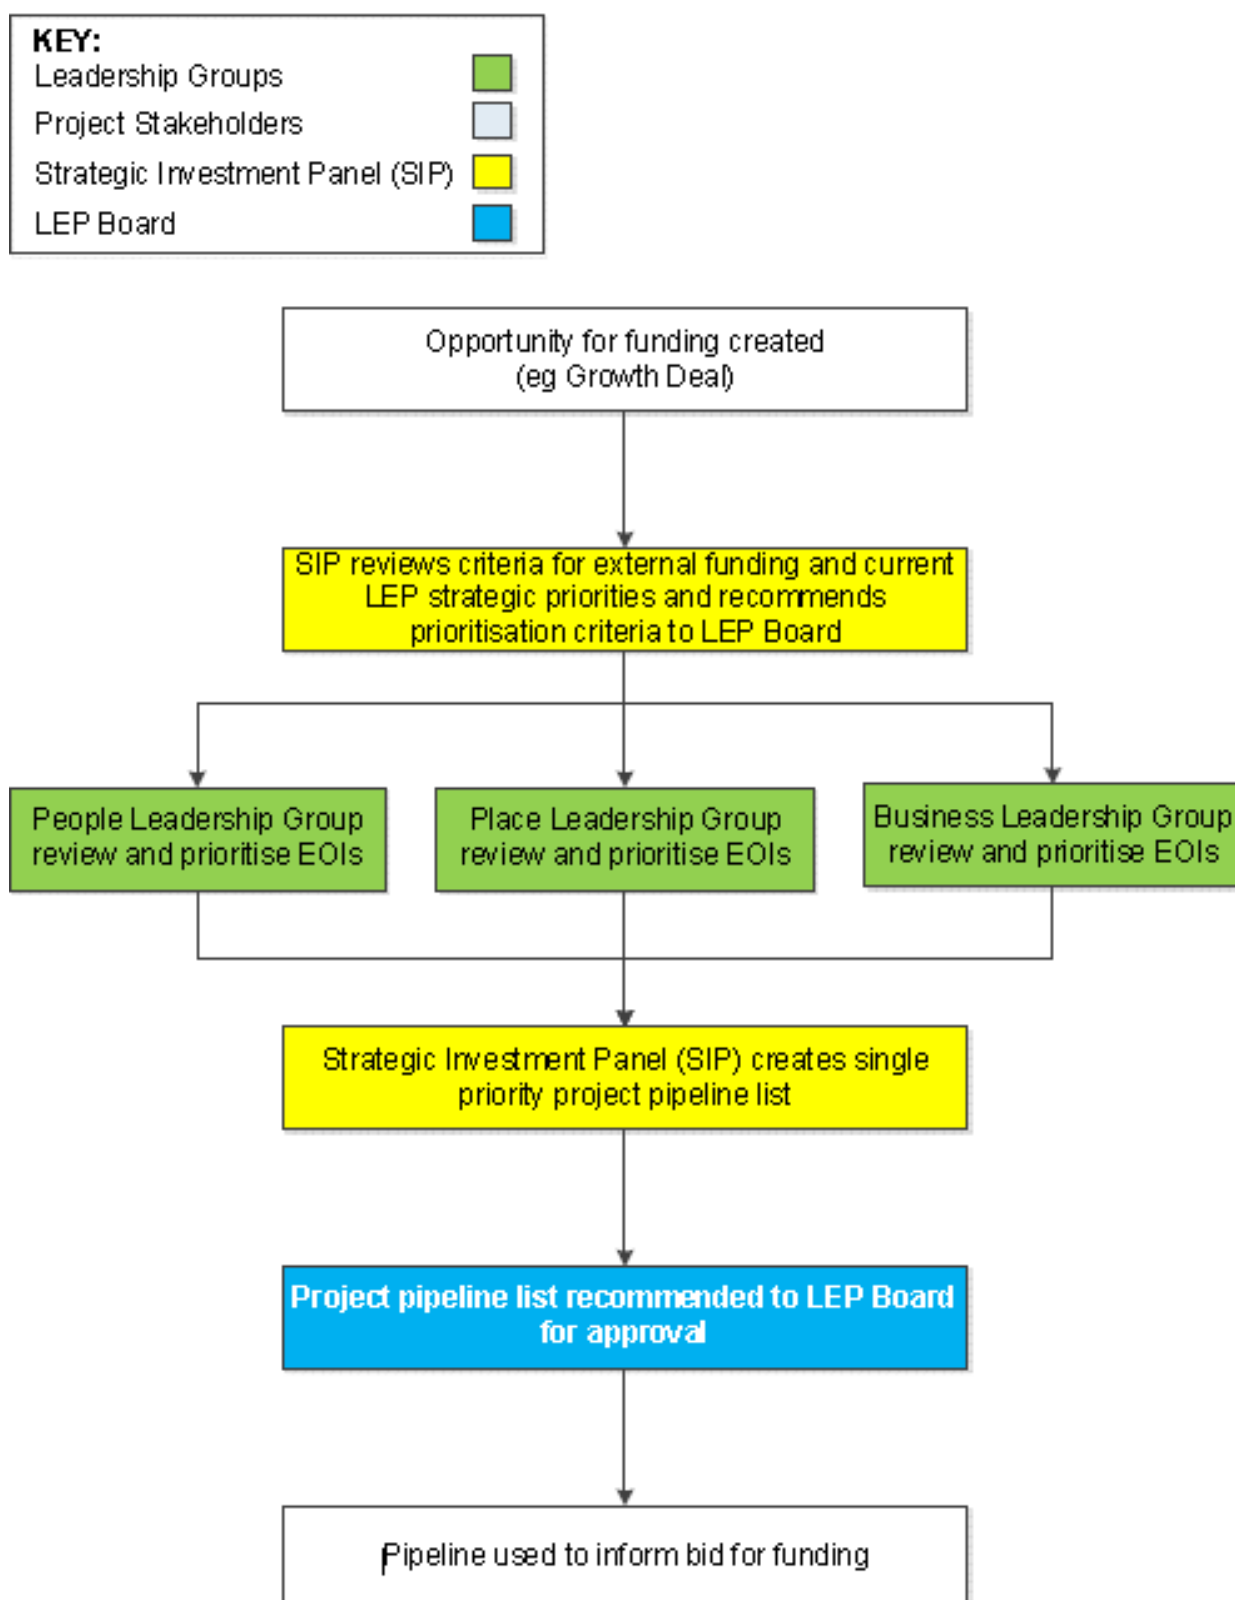 KEY:
Leadership Groups
Project Stakeholders
Strategic Investment Panel (SIP)
LEP Board
Opportunity for funding created
(eg Growth Deal)
SIP reviews criteria for external funding and current
LEP strategic priorities and recommends
prioritisation criteria to LEP Board
People Leadership Group
review and prioritise EOIs
Place Leadership Group
review and prioritise EOIs
Business Leadership Group
review and prioritise EOIs
Strategic Investment Panel (SIP) creates single
priority project pipeline list
Project pipeline list recommended to LEP Board
for approval
Pipeline used to inform bid for funding